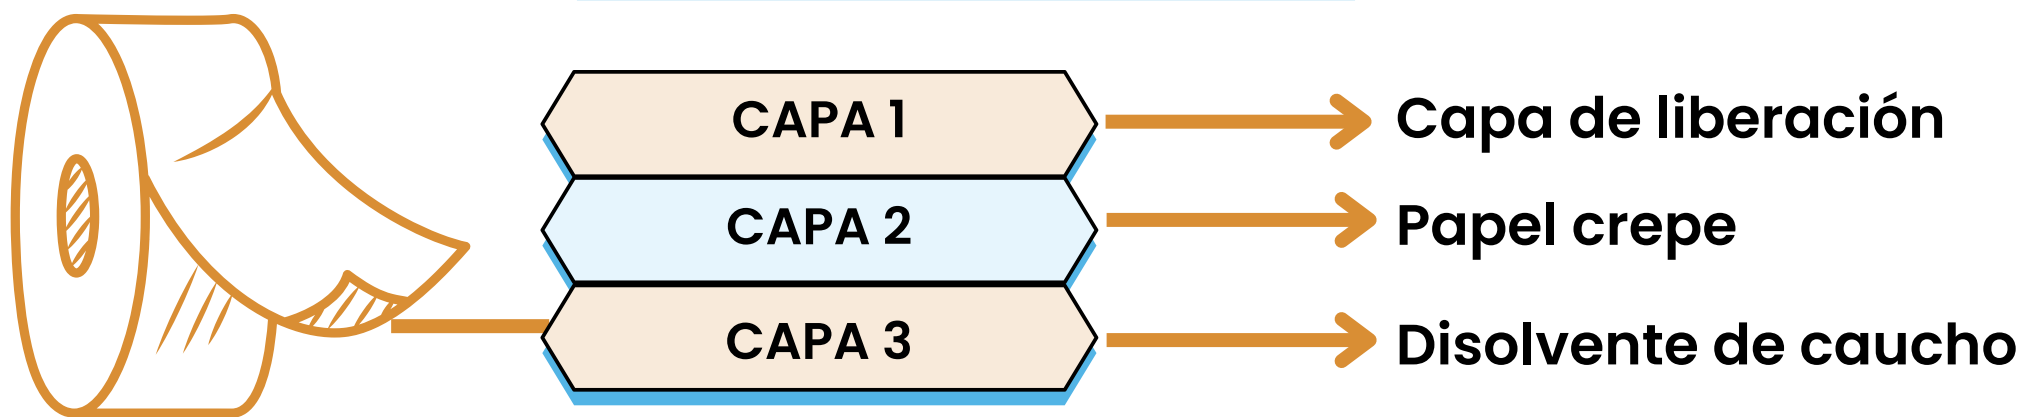 CAPA 1
Capa de liberación
CAPA 2
Papel crepe
CAPA 3
Disolvente de caucho